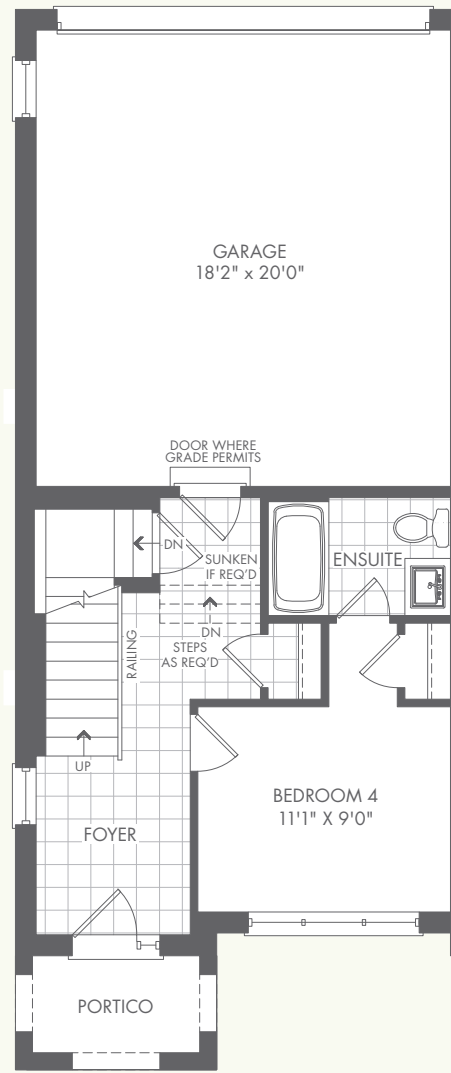 GARAGE
18'2" x 20'0"
DOOR WHERE
GRADE PERMITS
DN
SUNKEN
IF REQ'D
ENSUITE
DN
STEPS
AS REQ'D
RAILING
UP
BEDROOM 4
11'1" X 9'0"
FOYER
PORTICO